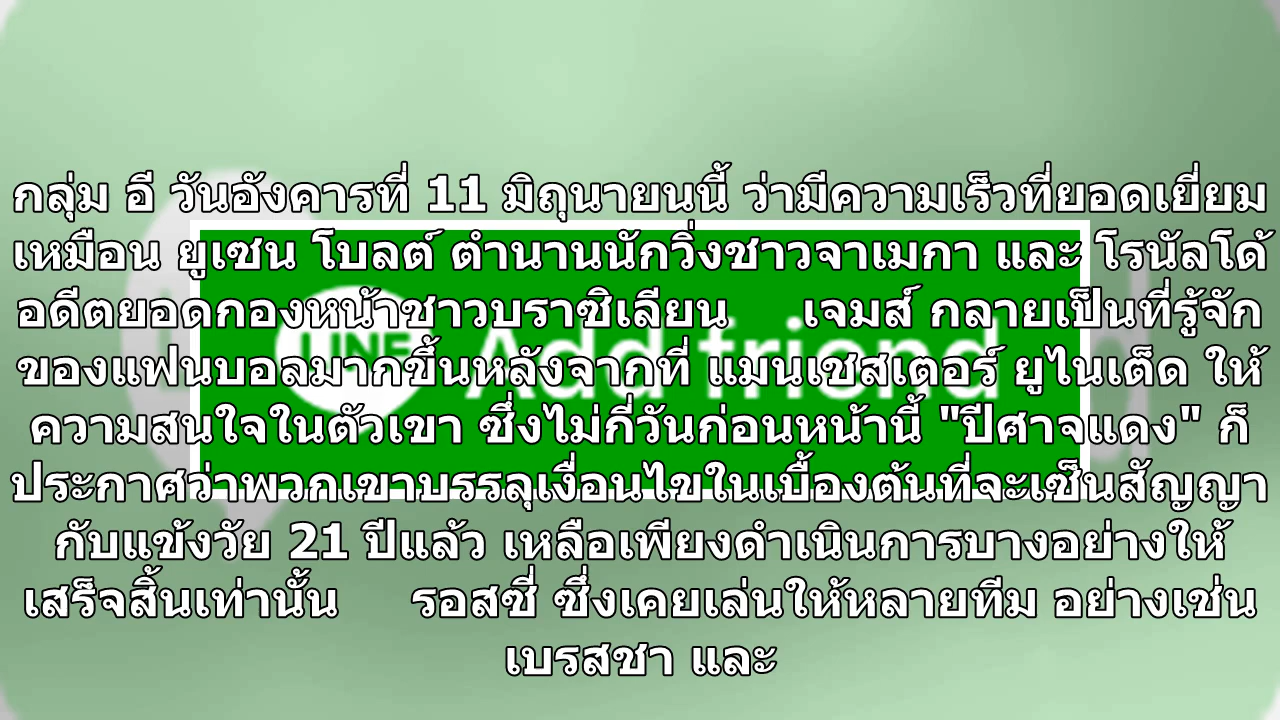 กลุ่ม อี วันอังคารที่ 11 มิถุนายนนี้ ว่ามีความเร็วที่ยอดเยี่ยม
เหมือน ยูเซน โบลต์ ตำนานนักวิ่งชาวจาเมกา และ โรนัลโด้
อดีตยอดกองหน้าชาวบราซิเลียน เจมส์ กลายเป็นที่รู้จัก
ของแฟนบอลมากขึ้นหลังจากที่ แมนเชสเตอร์ ยูไนเต็ด ให้
ความสนใจในตัวเขา ซึ่งไม่กี่วันก่อนหน้านี้ "ปีศาจแดง" ก็
ประกาศว่าพวกเขาบรรลุเงื่อนไขในเบื้องต้นที่จะเซ็นสัญญา
กับแข้งวัย 21 ปีแล้ว เหลือเพียงดำเนินการบางอย่างให้
เสร็จสิ้นเท่านั้น รอสซี่ ซึ่งเคยเล่นให้หลายทีม อย่างเช่น
เบรสชา และ
LINE Add friend